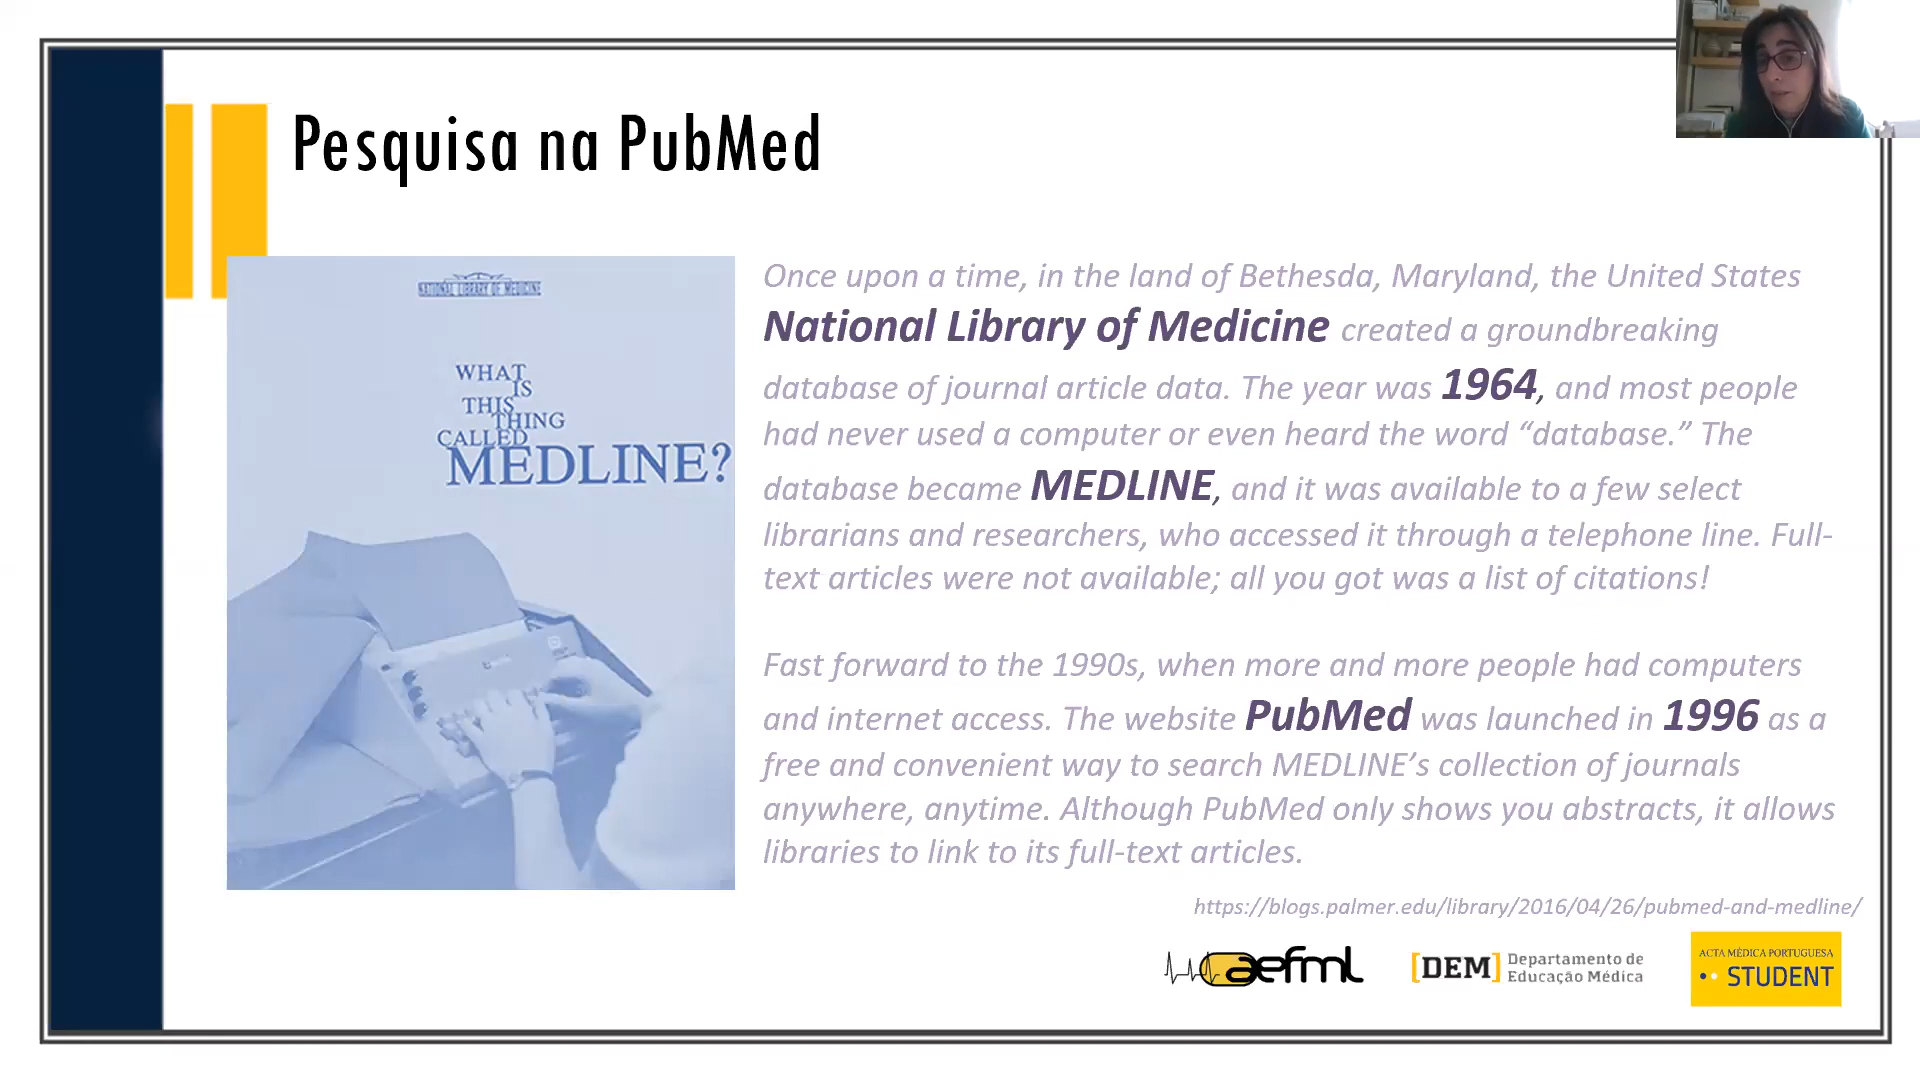 Pesquisa na PubMed
NATIONAL LIBRARY OF MEDICINE
WHAT
IS
THIS
THING
CALLED
MEDLINE?
Once upon a time, in the land of Bethesda, Maryland, the United States
National Library of Medicine created a groundbreaking
database of journal article data. The year was 1964, and most people
had never used a computer or even heard the word “database.” The
database became MEDLINE, and it was available to a few select
librarians and researchers, who accessed it through a telephone line. Full-
text articles were not available; all you got was a list of citations!
Fast forward to the 1990s, when more and more people had computers
and internet access. The website PubMed was launched in 1996 as a
free and convenient way to search MEDLINE’s collection of journals
anywhere, anytime. Although PubMed only shows you abstracts, it allows
libraries to link to its full-text articles.
https://blogs.palmer.edu/library/2016/04/26/pubmed-and-medline/
aefml
[DEM] Departamento de
Educação Médica
ACTA MÉDICA PORTUGUESA
STUDENT